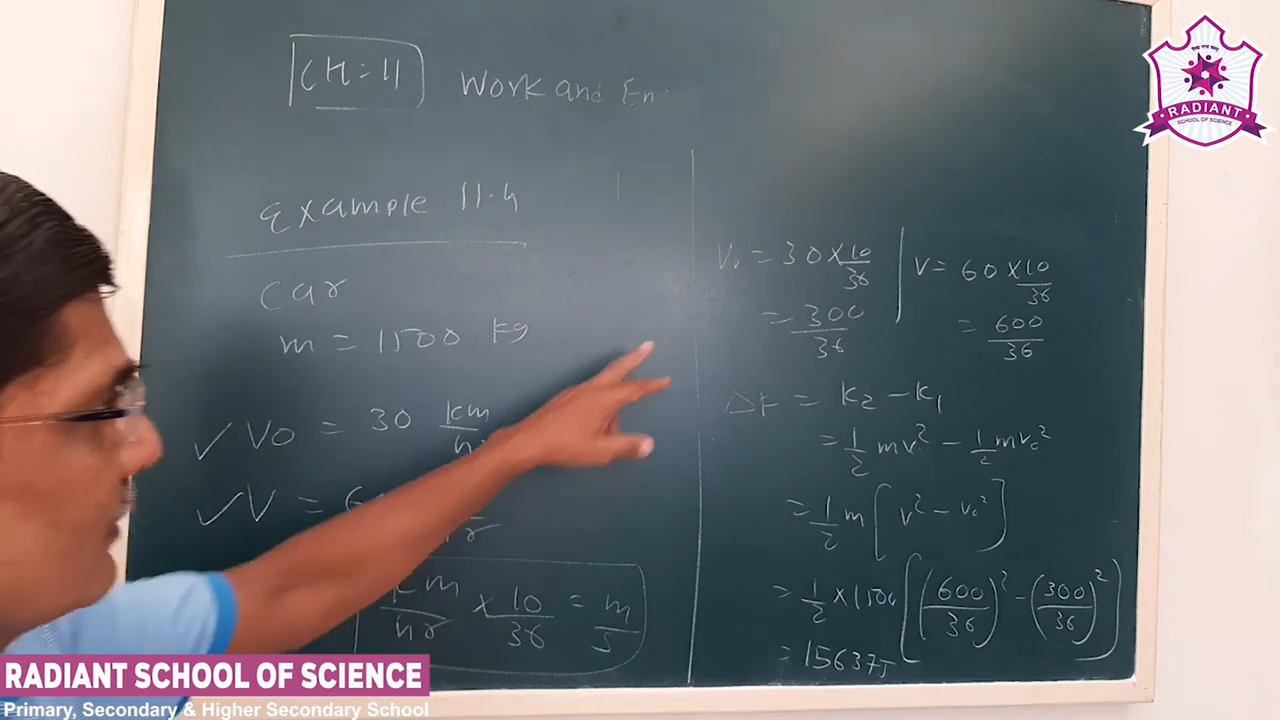 CH=11 Work and En
example 11.4
car
m = 1500 kg
✓ V0 = 30 km/hr
✓ V = 6
km/hr × 10/36 = m/s
V0 = 30 × 10/36
= 300/36
V = 60 × 10/36
= 600/36
Δk = K2 - K1
= 1/2 mv² - 1/2 mv0²
= 1/2 m [v² - v0²]
= 1/2 × 1500 [(600/36)² - (300/36)²]
= 156375
RADIANT
SCHOOL OF SCIENCE
RADIANT SCHOOL OF SCIENCE
Primary, Secondary & Higher Secondary School